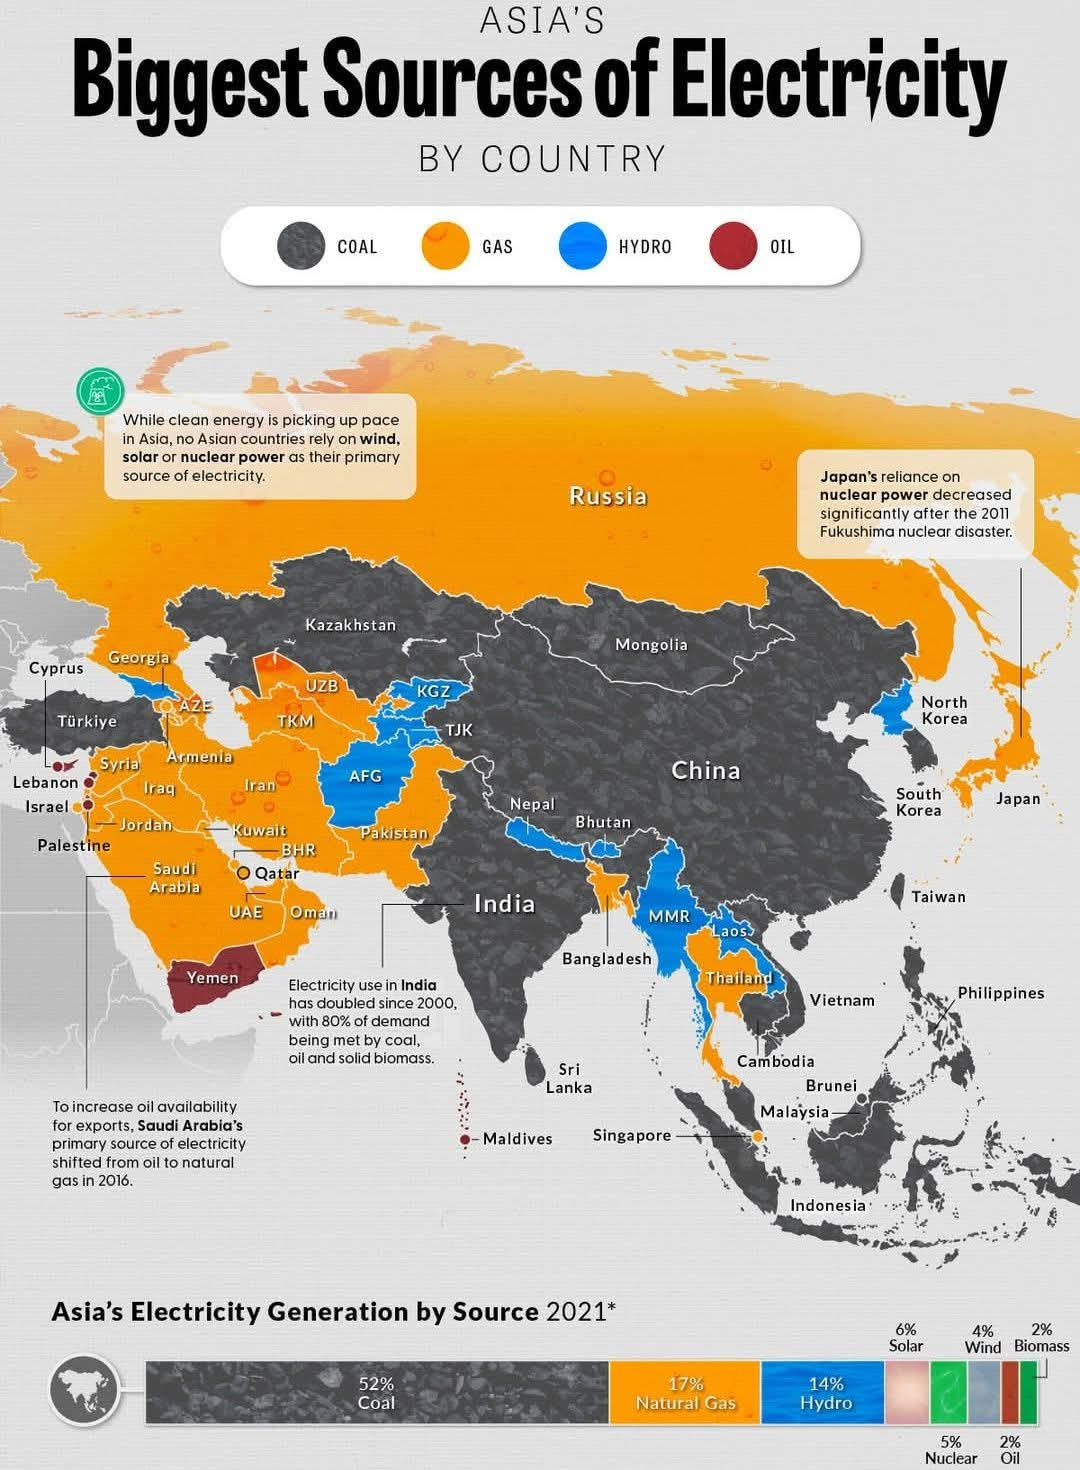 ASIA'S
Biggest Sources of Electricity
BY COUNTRY
COAL
GAS
HYDRO
OIL
While clean energy is picking up pace
in Asia, no Asian countries rely on wind,
solar or nuclear power as their primary
source of electricity.
Japan's reliance on
nuclear power decreased
significantly after the 2011
Fukushima nuclear disaster.
Russia
Kazakhstan
Mongolia
Georgia
Cyprus
UZB
KGZ
AZE
North
Korea
Türkiye
TKM
TJK
Armenia
Syria
China
Lebanon
Iraq
Iran
AFG
Israel
South
Korea
Japan
Nepal
Jordan
Kuwait
Pakistan
Bhutan
Palestine
BHR
Saudi
Arabia
Qatar
Taiwan
India
UAE
Oman
MMR
Laos
Bangladesh
Yemen
Thailand
Vietnam
Philippines
Electricity use in India
has doubled since 2000,
with 80% of demand
being met by coal,
oil and solid biomass.
Cambodia
Sri
Lanka
Brunei
Malaysia
To increase oil availability
for exports, Saudi Arabia's
primary source of electricity
shifted from oil to natural
gas in 2016.
Maldives
Singapore
Indonesia
Asia's Electricity Generation by Source 2021*
6%
Solar
4%
Wind
2%
Biomass
52%
Coal
17%
Natural Gas
14%
Hydro
5%
Nuclear
2%
Oil